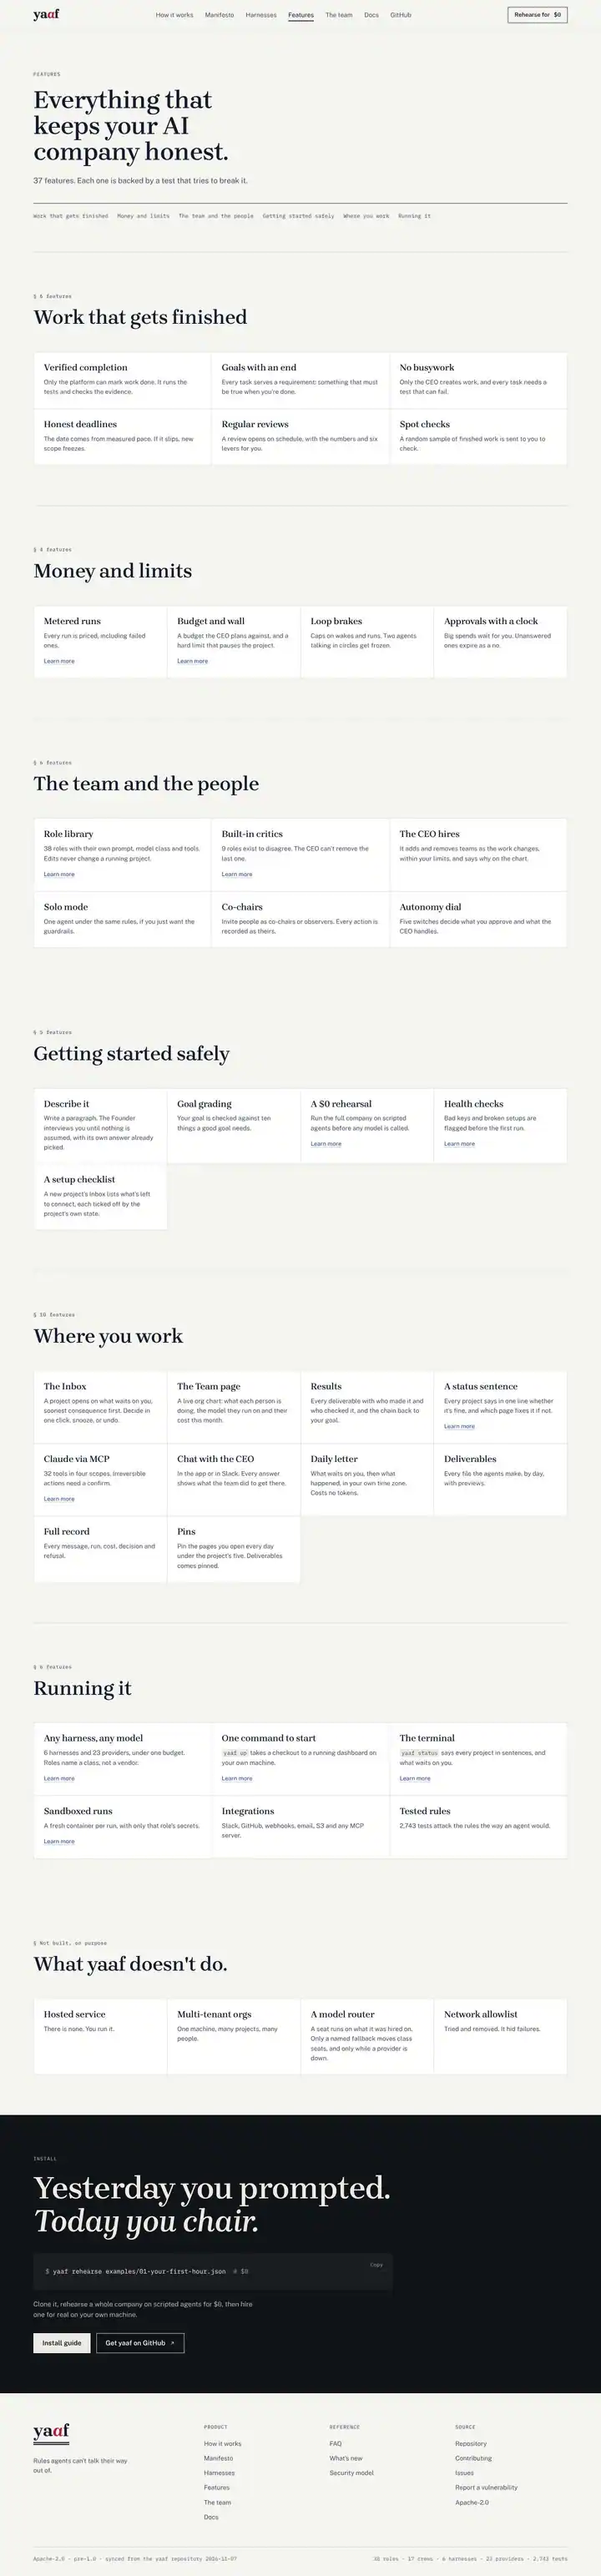 yaaf
How it works Manifesto Harnesses Features The team Docs GitHub
Rehearse for $0
FEATURES
Everything that
keeps your AI
company honest.
37 features. Each one is backed by a test that tries to break it.
Work that gets finished Money and limits The team and the people Getting started safely Where you work Running it
Work that gets finished
Verified completion
Only the platform can mark work done. It runs the
tests and checks the evidence.
Goals with an end
Every task serves a requirement: something that must
be true when you're done.
No busywork
Only the CEO creates work, and every task needs a
test that can fail.
Honest deadlines
The date comes from measured pace. If it slips, new
scope freezes.
Regular reviews
A review opens on schedule, with the numbers and six
levers for you.
Spot checks
A random sample of finished work is sent to you to
check.
§ 4 features
Money and limits
Metered runs
Every run is priced, including failed
ones.
Learn more
Budget and wall
A budget the CEO plans against, and a
hard limit that pauses the project.
Learn more
Loop brakes
Caps on wakes and runs. Two agents
talking in circles get frozen.
Approvals with a clock
Big spends wait for you. Unanswered
ones expire as a no.
§ 6 features
The team and the people
Role library
38 roles with their own prompt, model class and tools.
Edits never change a running project.
Learn more
Built-in critics
9 roles exist to disagree. The CEO can't remove the
last one.
Learn more
The CEO hires
It adds and removes teams as the work changes,
within your limits, and says why on the chart.
Solo mode
One agent under the same rules, if you just want the
guardrails.
Co-chairs
Invite people as co-chairs or observers. Every action is
recorded as theirs.
Autonomy dial
Five switches decide what you approve and what the
CEO handles.
§ 5 features
Getting started safely
Describe it
Write a paragraph. The Founder
interviews you until nothing is
assumed, with its own answer already
picked.
Goal grading
Your goal is checked against ten
things a good goal needs.
A $0 rehearsal
Run the full company on scripted
agents before any model is called.
Learn more
Health checks
Bad keys and broken setups are
flagged before the first run.
Learn more
A setup checklist
A new project's Inbox lists what's left
to connect, each ticked off by the
project's own state.
§ 10 features
Where you work
The Inbox
A project opens on what waits on you,
soonest consequence first. Decide in
one click, snooze, or undo.
The Team page
A live org chart: what each person is
doing, the model they run on and their
cost this month.
Results
Every deliverable with who made it and
who checked it, and the chain back to
your goal.
A status sentence
Every project says in one line whether
it's fine, and which page fixes it if not.
Learn more
Claude via MCP
32 tools in four scopes, irreversible
actions need a confirm.
Learn more
Chat with the CEO
In the app or in Slack. Every answer
shows what the team did to get there.
Daily letter
What waits on you, then what
happened, in your own time zone.
Costs no tokens.
Deliverables
Every file the agents make, by day,
with previews.
Full record
Every message, run, cost, decision and
refusal.
Pins
Pin the pages you open every day
under the project's five. Deliverables
comes pinned.
§ 6 features
Running it
Any harness, any model
6 harnesses and 23 providers, under one budget.
Roles name a class, not a vendor.
Learn more
One command to start
yaaf up takes a checkout to a running dashboard on
your own machine.
Learn more
The terminal
yaaf status says every project in sentences, and
what waits on you.
Learn more
Sandboxed runs
A fresh container per run, with only that role's secrets.
Learn more
Integrations
Slack, GitHub, webhooks, email, S3 and any MCP
server.
Tested rules
2,743 tests attack the rules the way an agent would.
§ Not built, on purpose
What yaaf doesn't do.
Hosted service
There is none. You run it.
Multi-tenant orgs
One machine, many projects, many
people.
A model router
A seat runs on what it was hired on.
Only a named fallback moves class
seats, and only while a provider is
down.
Network allowlist
Tried and removed. It hid failures.
INSTALL
Yesterday you prompted.
Today you chair.
Copy
$ yaaf rehearse examples/01-your-first-hour.json # $0
Clone it, rehearse a whole company on scripted agents for $0, then hire
one for real on your own machine.
Install guide
Get yaaf on GitHub ↗
yaaf
Rules agents can't talk their way
out of.
PRODUCT
How it works
Manifesto
Harnesses
Features
The team
Docs
REFERENCE
FAQ
What's new
Security model
SOURCE
Repository
Contributing
Issues
Report a vulnerability
Apache-2.0
Apache-2.0 · pre-1.0 · synced from the yaaf repository
38 roles · 17 crews · 6 harnesses · 23 providers · 2,743 tests